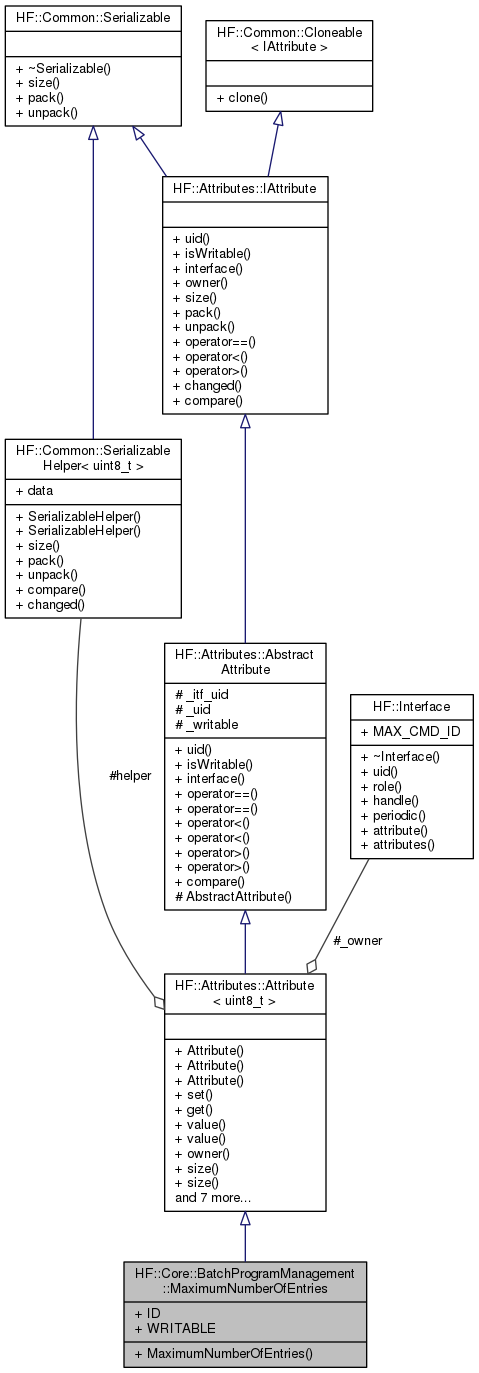 HF::Common::Serializable
+ ~Serializable()
+ size()
+ pack()
+ unpack()
HF::Common::Cloneable
< IAttribute >
+ clone()
HF::Attributes::IAttribute
+ uid()
+ isWritable()
+ interface()
+ owner()
+ size()
+ pack()
+ unpack()
+ operator==()
+ operator<()
+ operator>()
+ changed()
+ compare()
HF::Common::Serializable
Helper< uint8_t >
+ data
+ SerializableHelper()
+ SerializableHelper()
+ size()
+ pack()
+ unpack()
+ compare()
+ changed()
HF::Attributes::Abstract
Attribute
# _itf_uid
# _uid
# _writable
+ uid()
+ isWritable()
+ interface()
+ operator==()
+ operator==()
+ operator<()
+ operator<()
+ operator>()
+ operator>()
+ compare()
# AbstractAttribute()
HF::Interface
+ MAX_CMD_ID
+ ~Interface()
+ uid()
+ role()
+ handle()
+ periodic()
+ attribute()
+ attributes()
#helper
#_owner
HF::Attributes::Attribute
< uint8_t >
+ Attribute()
+ Attribute()
+ Attribute()
+ set()
+ get()
+ value()
+ value()
+ owner()
+ size()
+ size()
and 7 more...
HF::Core::BatchProgramManagement
::MaximumNumberOfEntries
+ ID
+ WRITABLE
+ MaximumNumberOfEntries()